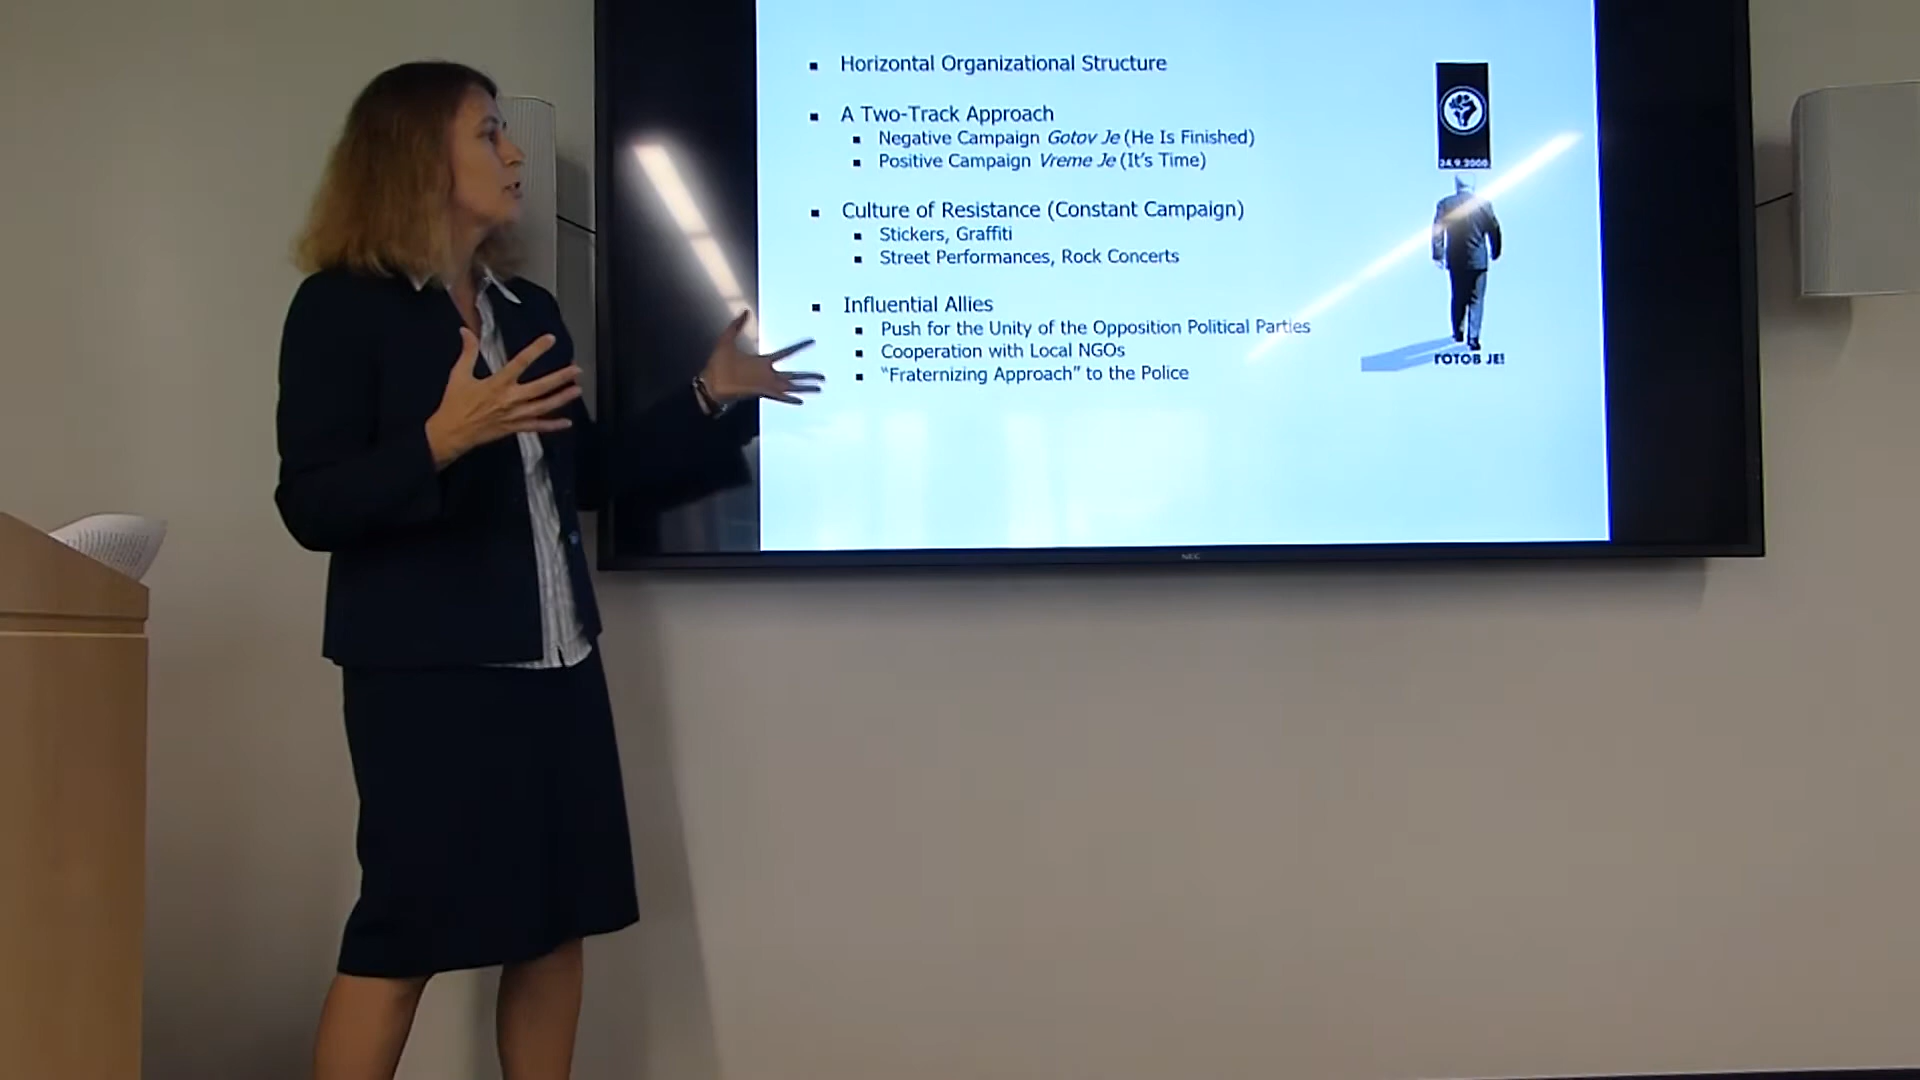 Horizontal Organizational Structure
A Two-Track Approach
Negative Campaign Gotov Je (He Is Finished)
Positive Campaign Vreme Je (It's Time)
Culture of Resistance (Constant Campaign)
Stickers, Graffiti
Street Performances, Rock Concerts
Influential Allies
Push for the Unity of the Opposition Political Parties
Cooperation with Local NGOs
“Fraternizing Approach” to the Police
24.9.2000
ГОТОВ ЈЕ!
NEC